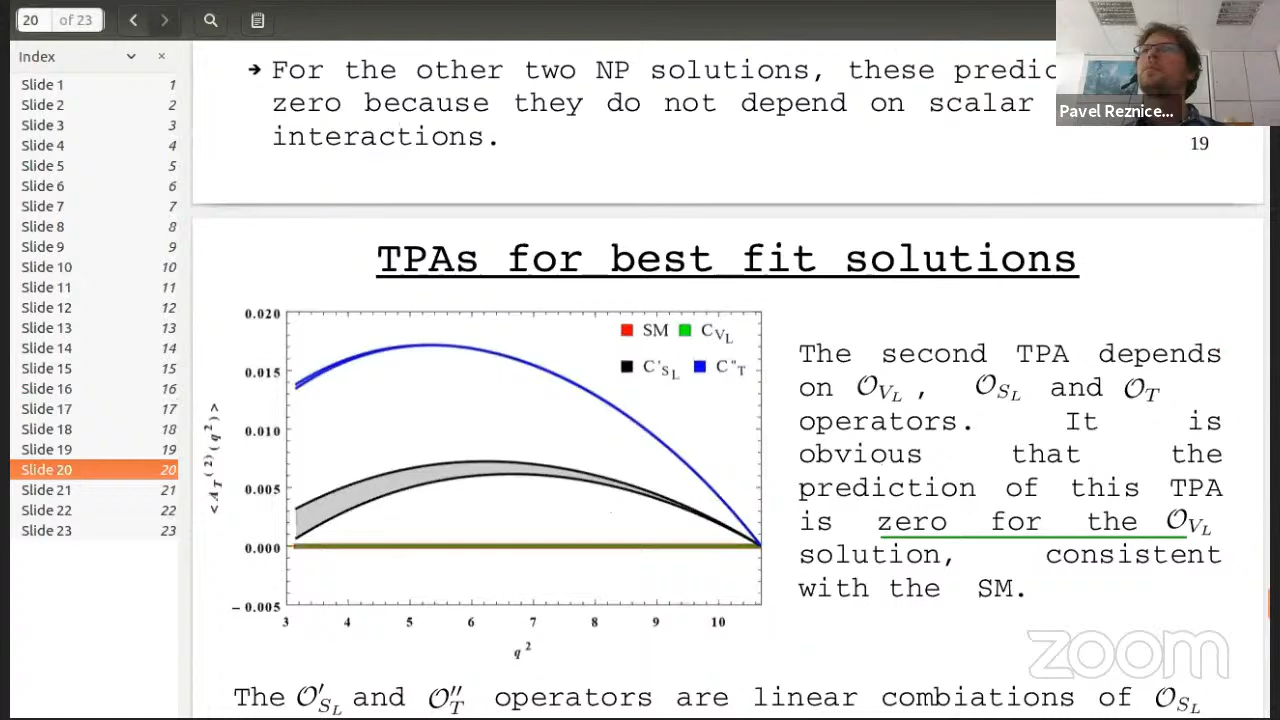 20 of 23
Index
Slide 1 1
Slide 2 2
Slide 3 3
Slide 4 4
Slide 5 5
Slide 6 6
Slide 7 7
Slide 8 8
Slide 9 9
Slide 10 10
Slide 11 11
Slide 12 12
Slide 13 13
Slide 14 14
Slide 15 15
Slide 16 16
Slide 17 17
Slide 18 18
Slide 19 19
Slide 20 20
Slide 21 21
Slide 22 22
Slide 23 23
➔ For the other two NP solutions, these predic
zero because they do not depend on scalar
interactions.
Pavel Reznice...
19
TPAs for best fit solutions
0.020
0.015
0.010
0.005
0.000
−0.005
3 4 5 6 7 8 9 10
q²
<A_T^(2)(q²)>
SM C_{V_L}
C'_{S_L} C''_T
The second TPA depends
on O_{V_L}, O_{S_L} and O_T
operators. It is
obvious that the
prediction of this TPA
is zero for the O_{V_L}
solution, consistent
with the SM.
zoom
The O'_{S_L} and O''_T operators are linear combiations of O_{S_L}